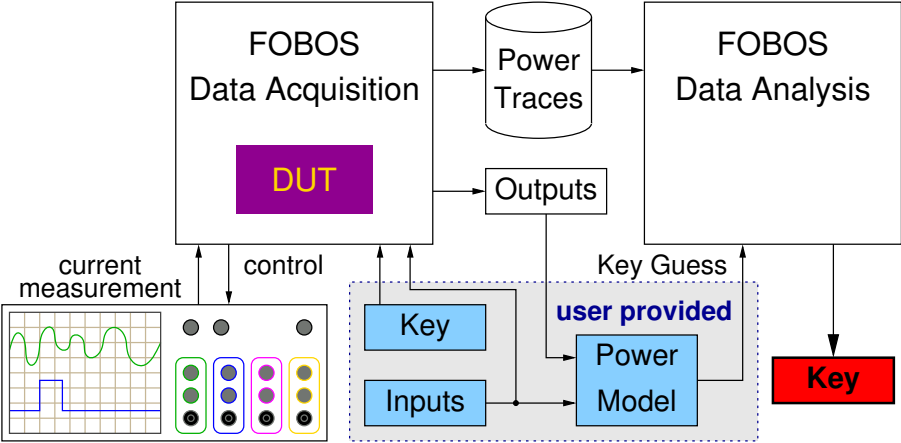 FOBOS
Data Acquisition
DUT
Power
Traces
FOBOS
Data Analysis
Outputs
current
measurement
control
Key Guess
user provided
Key
Inputs
Power
Model
Key